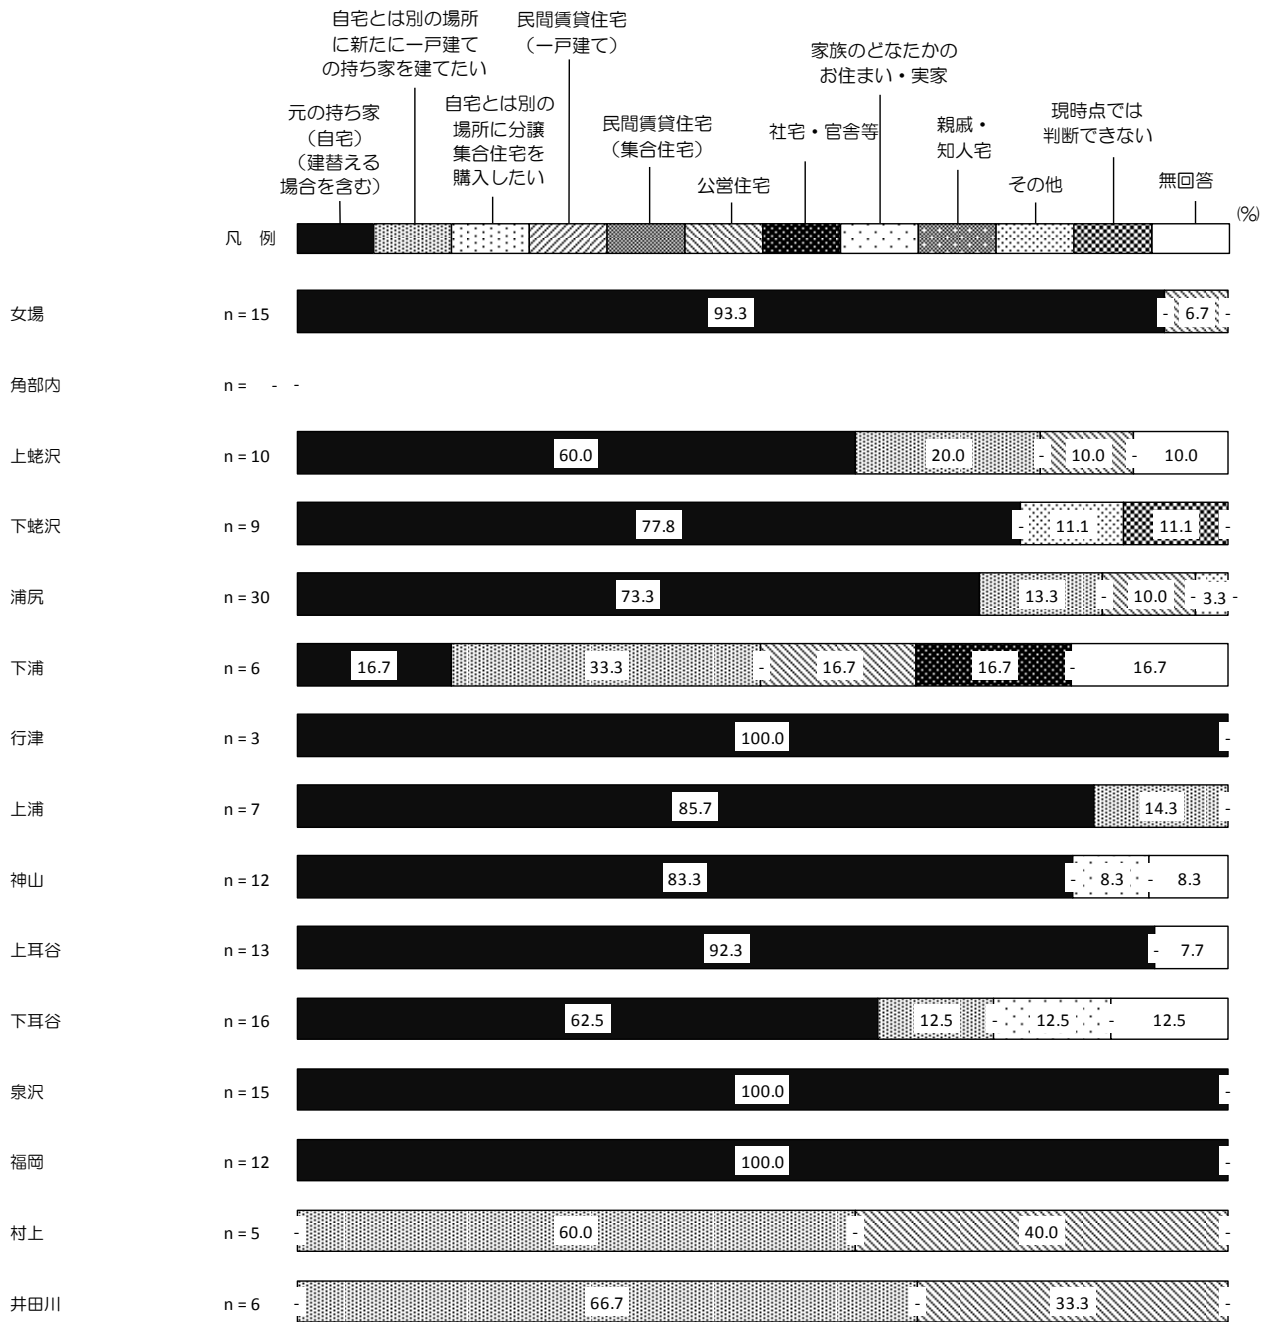 自宅とは別の場所
に新たに一戸建て
の持ち家を建てたい
民間賃貸住宅
（一戸建て）
家族のどなたかの
お住まい・実家
元の持ち家
（自宅）
（建替える
場合を含む）
自宅とは別の
場所に分譲
集合住宅を
購入したい
民間賃貸住宅
（集合住宅）
公営住宅
社宅・官舎等
親戚・
知人宅
その他
現時点では
判断できない
無回答
(%)
凡 例
女場 n = 15 93.3 - 6.7 -
角部内 n = - -
上蛯沢 n = 10 60.0 20.0 - 10.0 - 10.0
下蛯沢 n = 9 77.8 - 11.1 11.1 -
浦尻 n = 30 73.3 13.3 - 10.0 - 3.3 -
下浦 n = 6 16.7 33.3 - 16.7 16.7 - 16.7
行津 n = 3 100.0 -
上浦 n = 7 85.7 14.3 -
神山 n = 12 83.3 - 8.3 - 8.3
上耳谷 n = 13 92.3 - 7.7
下耳谷 n = 16 62.5 12.5 - 12.5 - 12.5
泉沢 n = 15 100.0 -
福岡 n = 12 100.0 -
村上 n = 5 - 60.0 - 40.0 -
井田川 n = 6 - 66.7 - 33.3 -